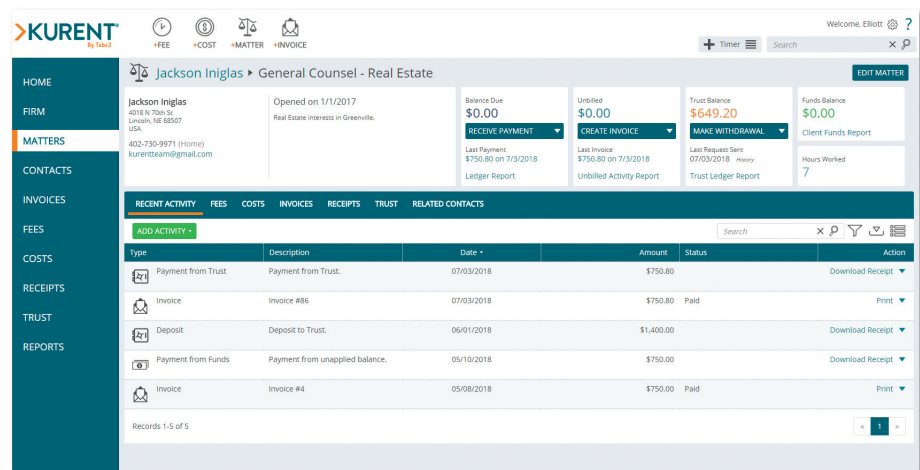 >KURENT
By Tabs3
+FEE +COST +MATTER +INVOICE
Welcome, Elliott ?
+ Timer Search
HOME
FIRM
MATTERS
CONTACTS
INVOICES
FEES
COSTS
RECEIPTS
TRUST
REPORTS
Jackson Iniglas ▸ General Counsel - Real Estate
EDIT MATTER
Jackson Iniglas
4018 N 70th St
Lincoln, NE 68507
USA
402-730-9971 (Home)
kurentteam@gmail.com
Opened on 1/1/2017
Real Estate interests in Greenville.
Balance Due
$0.00
RECEIVE PAYMENT
Last Payment
$750.80 on 7/3/2018
Ledger Report
Unbilled
$0.00
CREATE INVOICE
Last Invoice
$750.80 on 7/3/2018
Unbilled Activity Report
Trust Balance
$649.20
MAKE WITHDRAWAL
Last Request Sent
07/03/2018 History
Trust Ledger Report
Funds Balance
$0.00
Client Funds Report
Hours Worked
7
RECENT ACTIVITY FEES COSTS INVOICES RECEIPTS TRUST RELATED CONTACTS
ADD ACTIVITY Search
Type Description Date Amount Status Action
Payment from Trust Payment from Trust. 07/03/2018 $750.80 Download Receipt
Invoice Invoice #86 07/03/2018 $750.80 Paid Print
Deposit Deposit to Trust. 06/01/2018 $1,400.00 Download Receipt
Payment from Funds Payment from unapplied balance. 05/10/2018 $750.00 Download Receipt
Invoice Invoice #4 05/08/2018 $750.00 Paid Print
Records 1-5 of 5 « 1 »